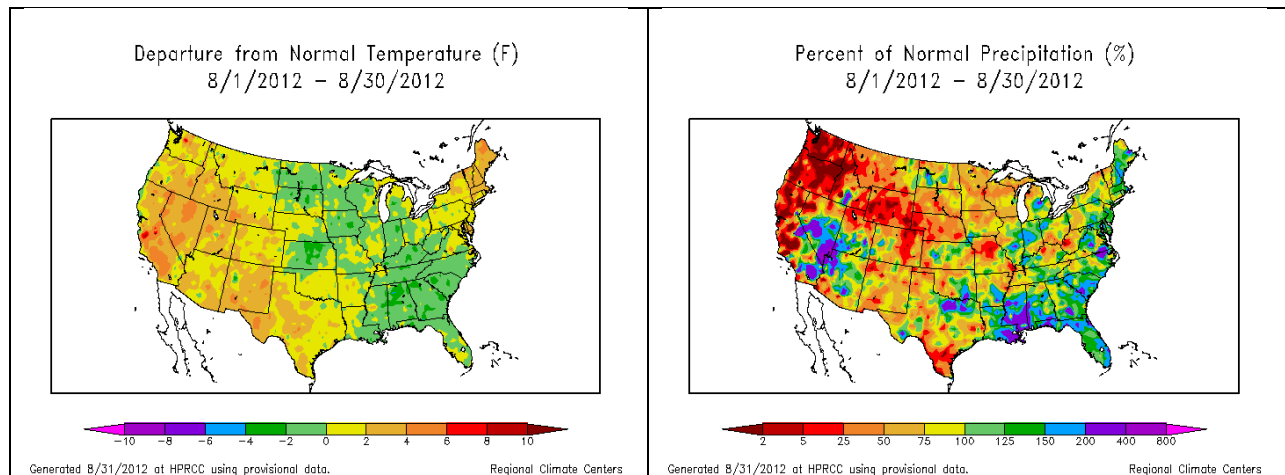 Departure from Normal Temperature (F)
8/1/2012 – 8/30/2012
-10 -8 -6 -4 -2 0 2 4 6 8 10
Generated 8/31/2012 at HPRCC using provisional data. Regional Climate Centers
Percent of Normal Precipitation (%)
8/1/2012 – 8/30/2012
2 5 25 50 75 100 125 150 200 400 800
Generated 8/31/2012 at HPRCC using provisional data. Regional Climate Centers